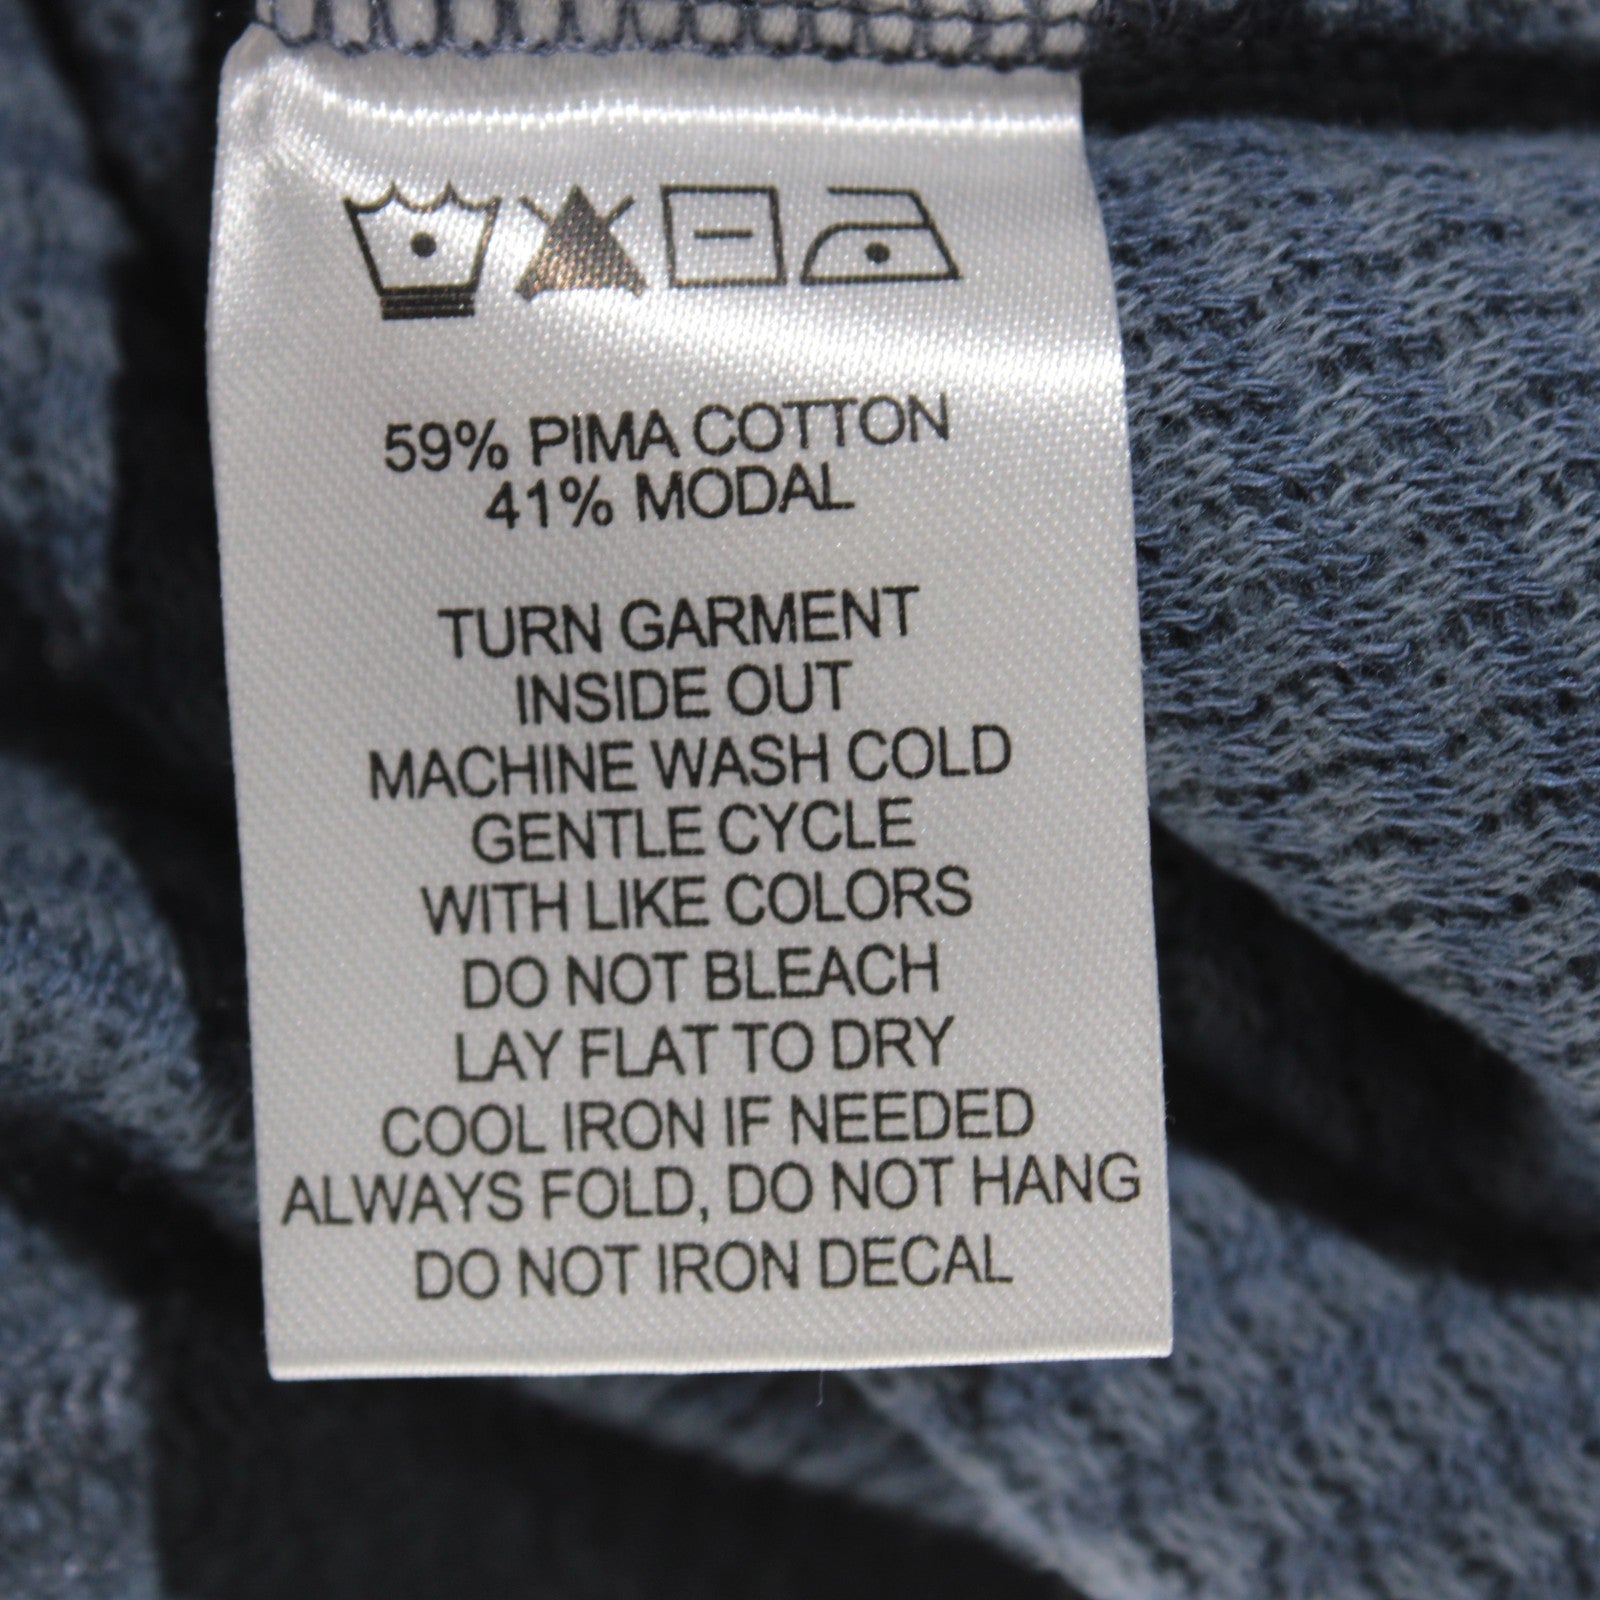 59% PIMA COTTON
41% MODAL
TURN GARMENT
INSIDE OUT
MACHINE WASH COLD
GENTLE CYCLE
WITH LIKE COLORS
DO NOT BLEACH
LAY FLAT TO DRY
COOL IRON IF NEEDED
ALWAYS FOLD, DO NOT HANG
DO NOT IRON DECAL